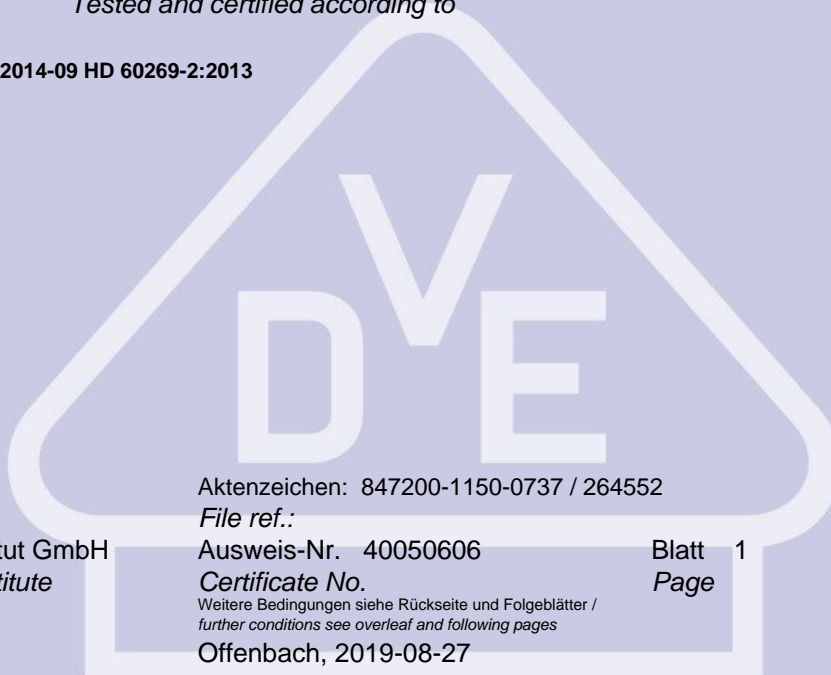 Tested and certified according to
2014-09 HD 60269-2:2013
VDE
Aktenzeichen: 847200-1150-0737 / 264552
File ref.:
tut GmbH Ausweis-Nr. 40050606 Blatt 1
titute Certificate No. Page
Weitere Bedingungen siehe Rückseite und Folgeblätter /
further conditions see overleaf and following pages
Offenbach, 2019-08-27